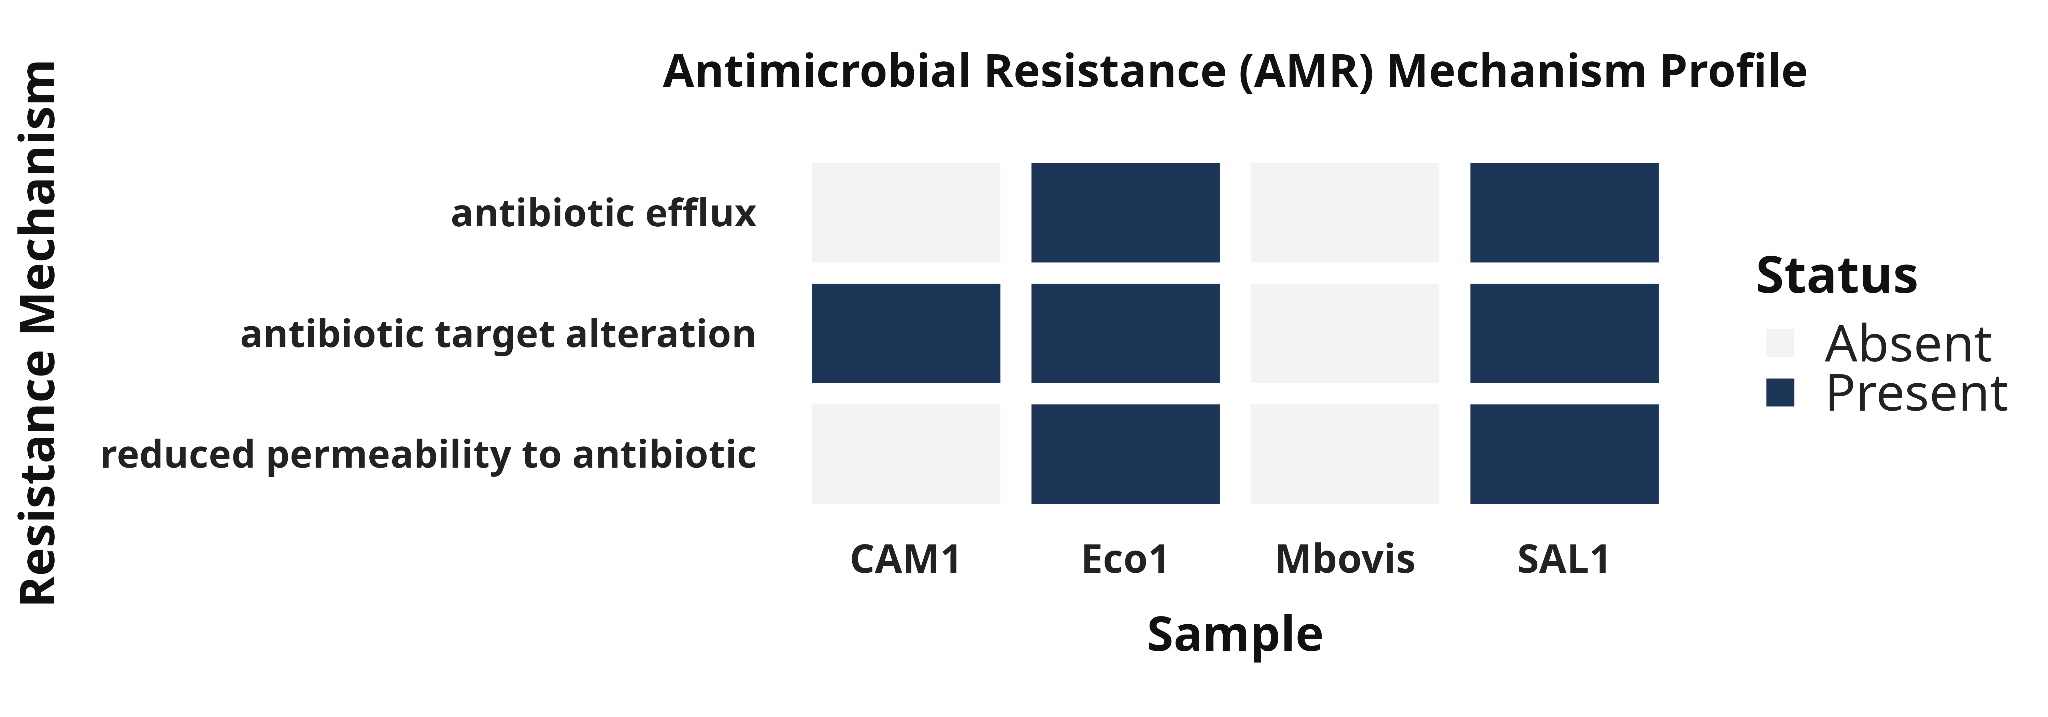 Antimicrobial Resistance (AMR) Mechanism Profile
Resistance Mechanism
antibiotic efflux
antibiotic target alteration
reduced permeability to antibiotic
CAM1
Eco1
Mbovis
SAL1
Sample
Status
Absent
Present